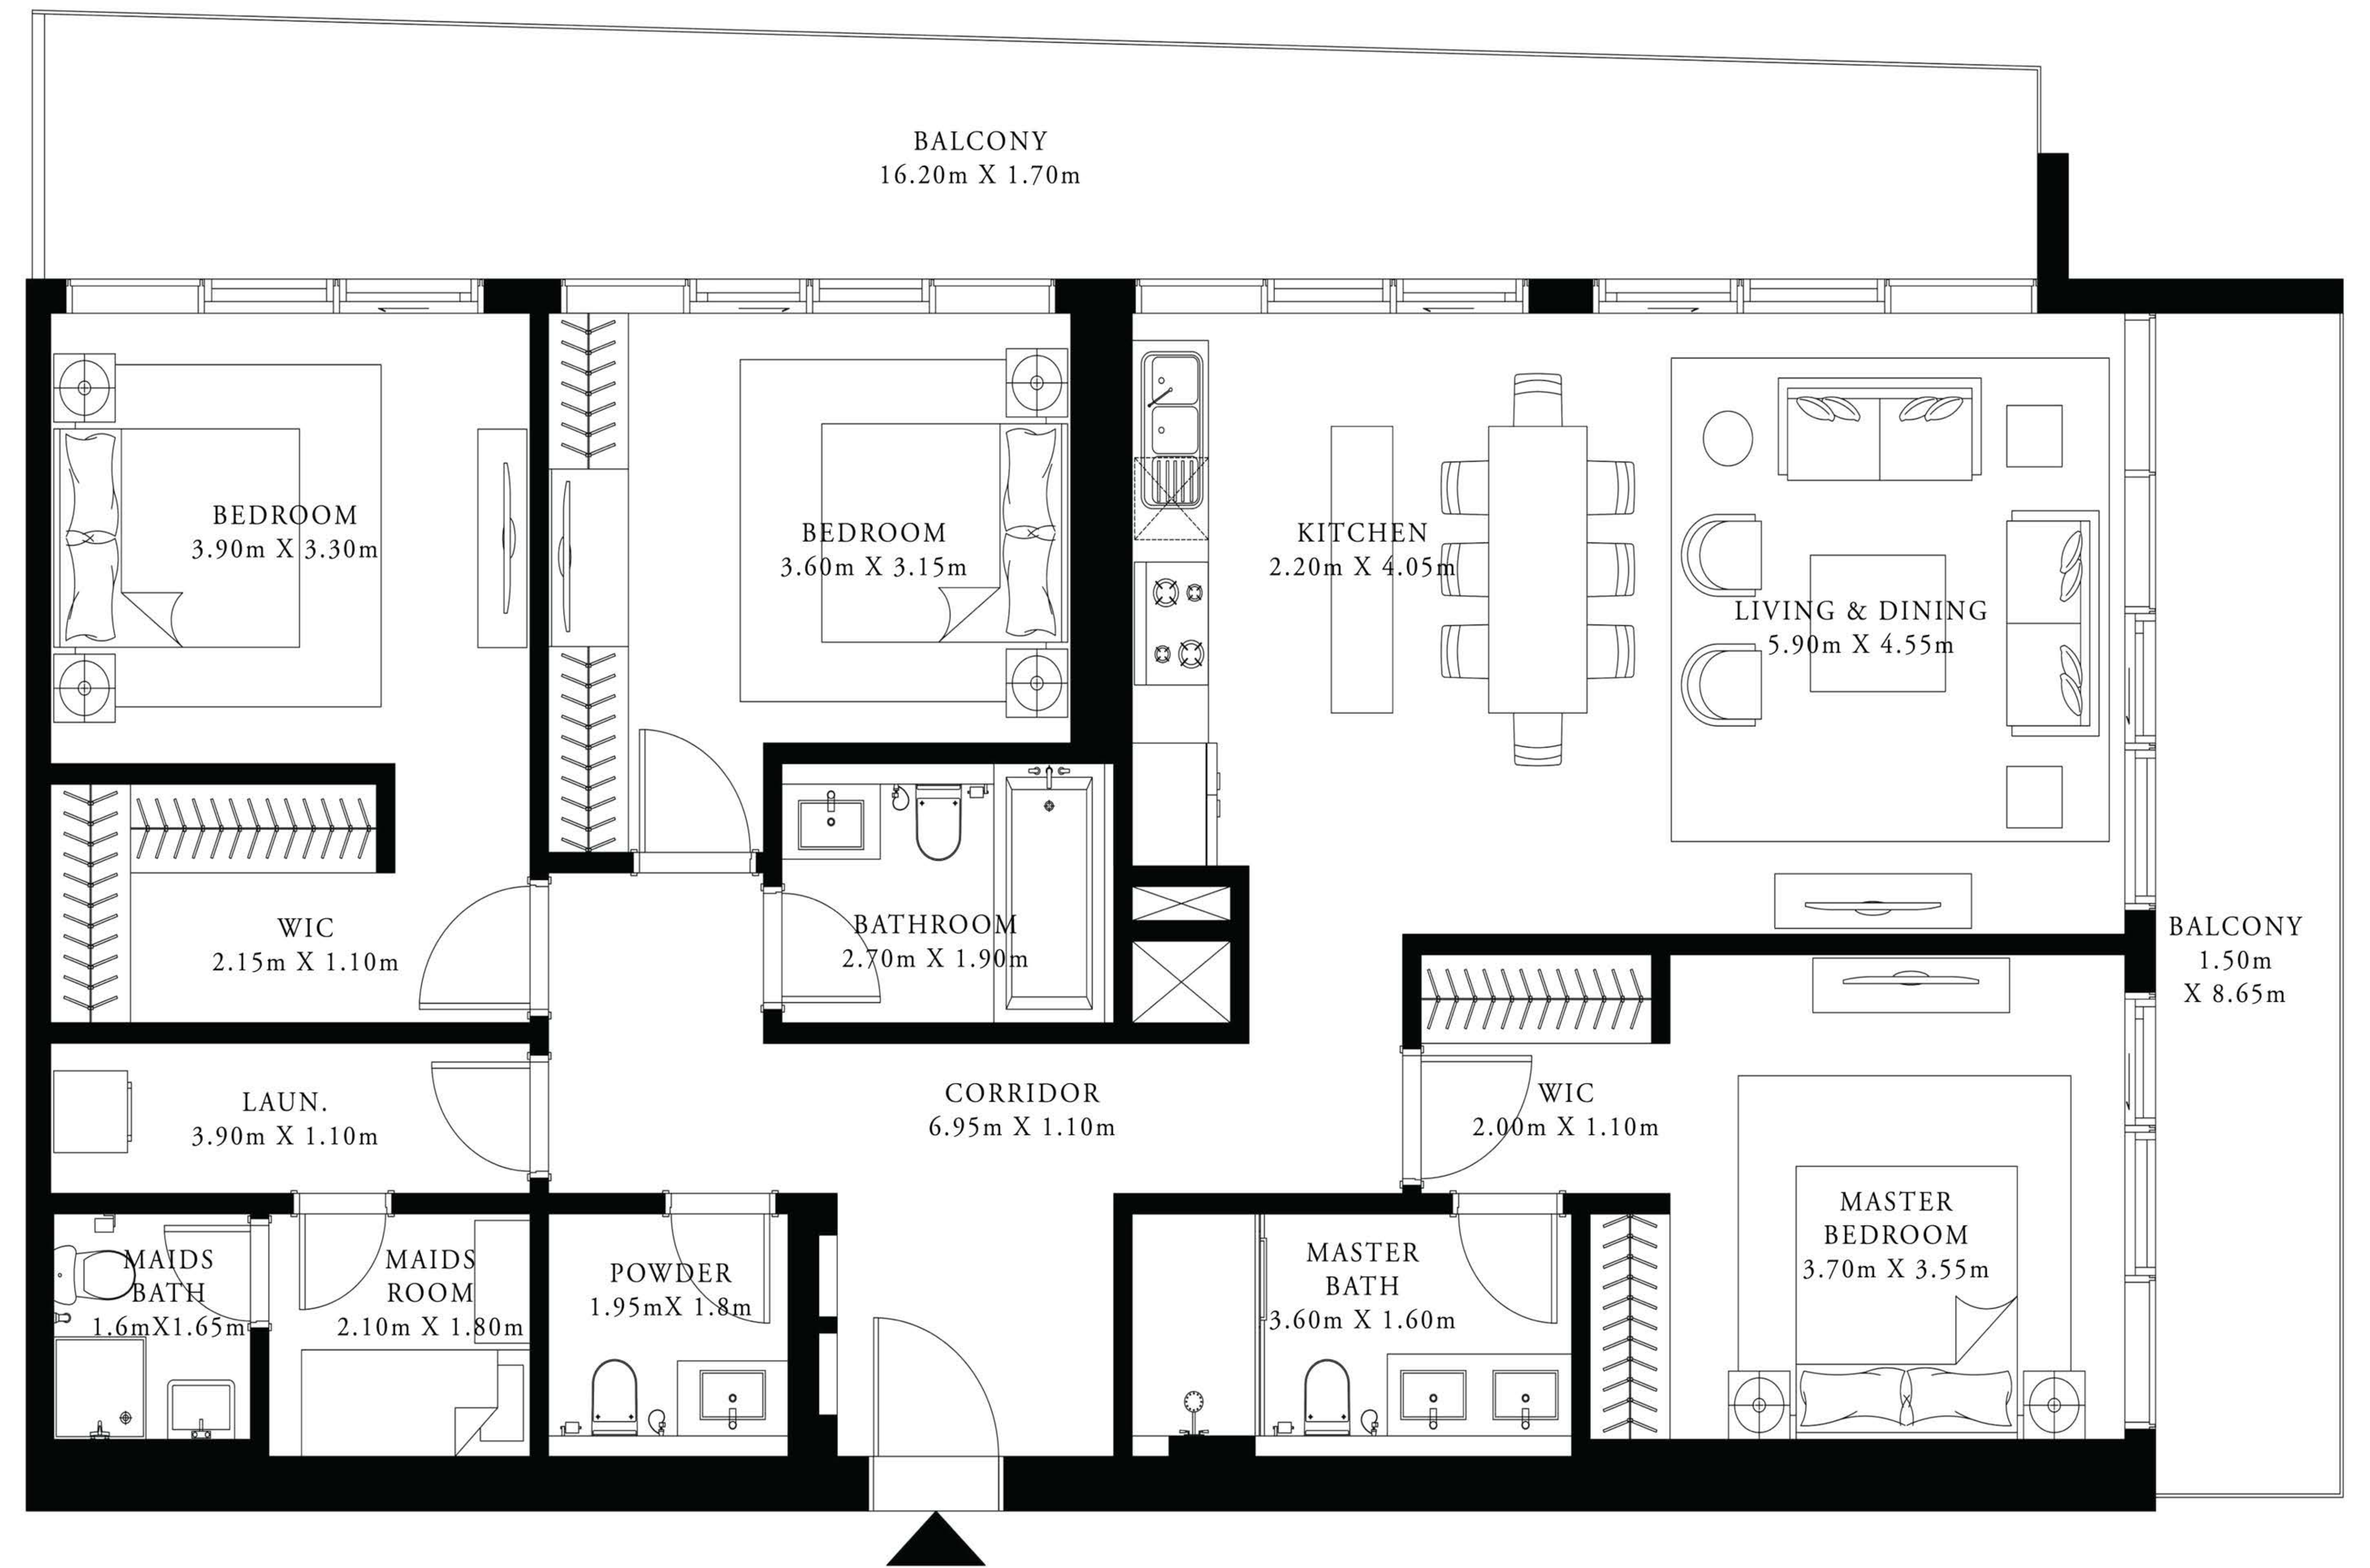 BALCONY
16.20m X 1.70m
BEDROOM
3.90m X 3.30m
BEDROOM
3.60m X 3.15m
KITCHEN
2.20m X 4.05m
LIVING & DINING
5.90m X 4.55m
WIC
2.15m X 1.10m
BATHROOM
2.70m X 1.90m
BALCONY
1.50m
X 8.65m
LAUN.
3.90m X 1.10m
CORRIDOR
6.95m X 1.10m
WIC
2.00m X 1.10m
MASTER
BEDROOM
3.70m X 3.55m
MAIDS
BATH
1.6mX1.65m
MAIDS
ROOM
2.10m X 1.80m
POWDER
1.95mX 1.8m
MASTER
BATH
3.60m X 1.60m